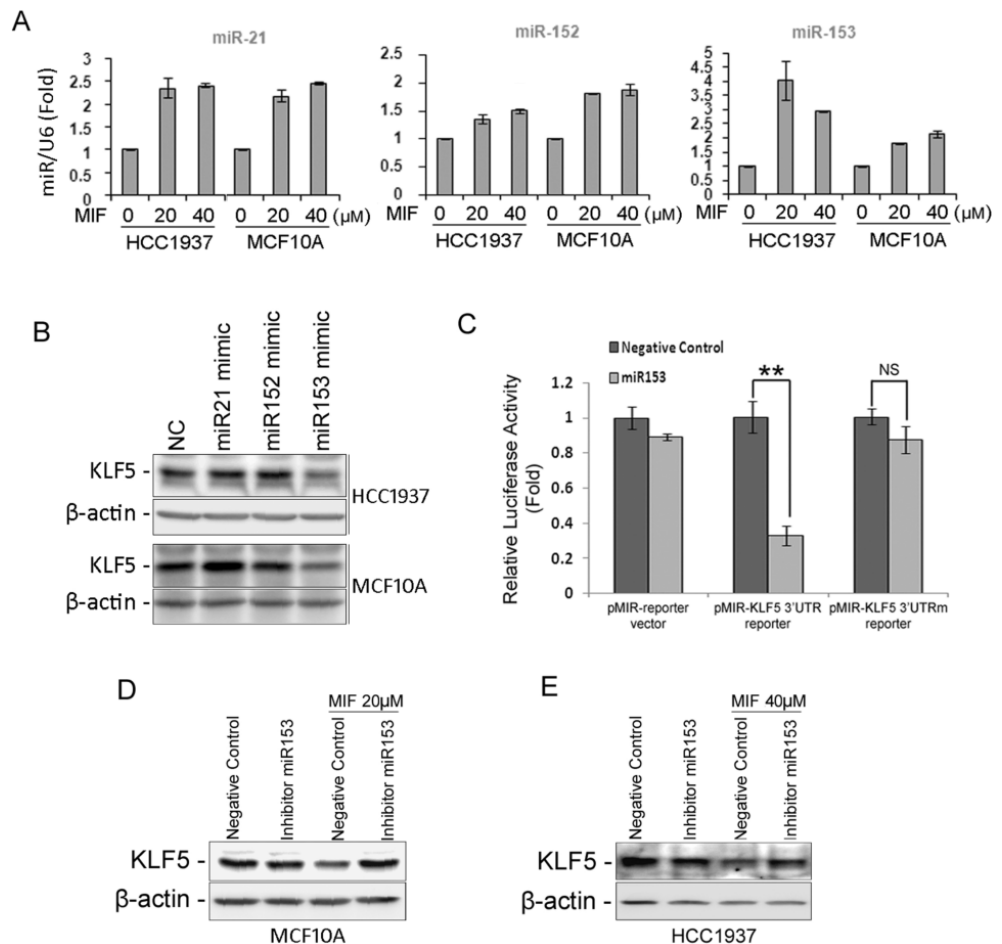 A
miR-21
miR-152
miR-153
miR/U6 (Fold)
3
2.5
2
1.5
1
0.5
0
2
1.5
1
0.5
0
5
4.5
4
3.5
3
2.5
2
1.5
1
0.5
0
MIF 0 20 40 0 20 40 (µM)
HCC1937 MCF10A
MIF 0 20 40 0 20 40 (µM)
HCC1937 MCF10A
MIF 0 20 40 0 20 40 (µM)
HCC1937 MCF10A
B
NC
miR21 mimic
miR152 mimic
miR153 mimic
KLF5 -
β-actin -
HCC1937
KLF5 -
β-actin -
MCF10A
C
Negative Control
miR153
Relative Luciferase Activity
(Fold)
1.2
1
0.8
0.6
0.4
0.2
0
**
NS
pMIR-reporter
vector
pMIR-KLF5 3'UTR
reporter
pMIR-KLF5 3'UTRm
reporter
D
MIF 20µM
Negative Control
Inhibitor miR153
Negative Control
Inhibitor miR153
KLF5 -
β-actin -
MCF10A
E
MIF 40µM
Negative Control
Inhibitor miR153
Negative Control
Inhibitor miR153
KLF5 -
β-actin -
HCC1937